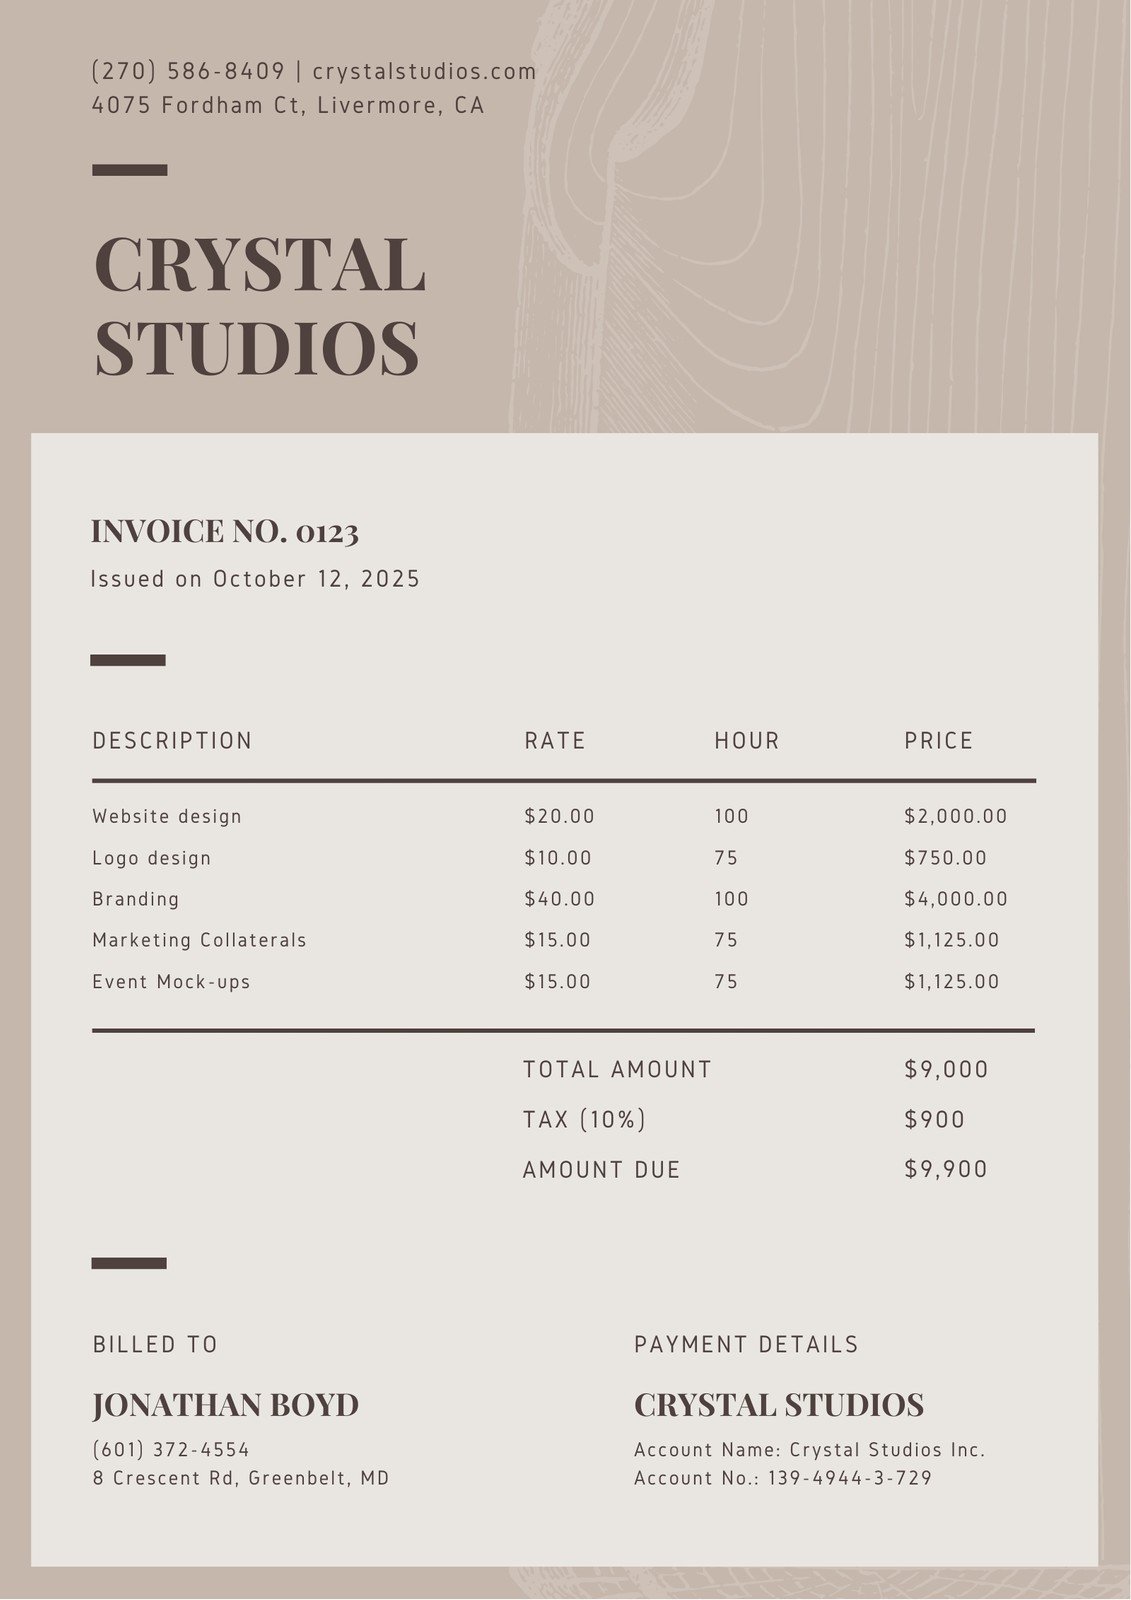 (270) 586-8409 | crystalstudios.com
4075 Fordham Ct, Livermore, CA
CRYSTAL
STUDIOS
INVOICE NO. 0123
Issued on October 12, 2025
DESCRIPTION RATE HOUR PRICE
Website design $20.00 100 $2,000.00
Logo design $10.00 75 $750.00
Branding $40.00 100 $4,000.00
Marketing Collaterals $15.00 75 $1,125.00
Event Mock-ups $15.00 75 $1,125.00
TOTAL AMOUNT $9,000
TAX (10%) $900
AMOUNT DUE $9,900
BILLED TO
JONATHAN BOYD
(601) 372-4554
8 Crescent Rd, Greenbelt, MD
PAYMENT DETAILS
CRYSTAL STUDIOS
Account Name: Crystal Studios Inc.
Account No.: 139-4944-3-729